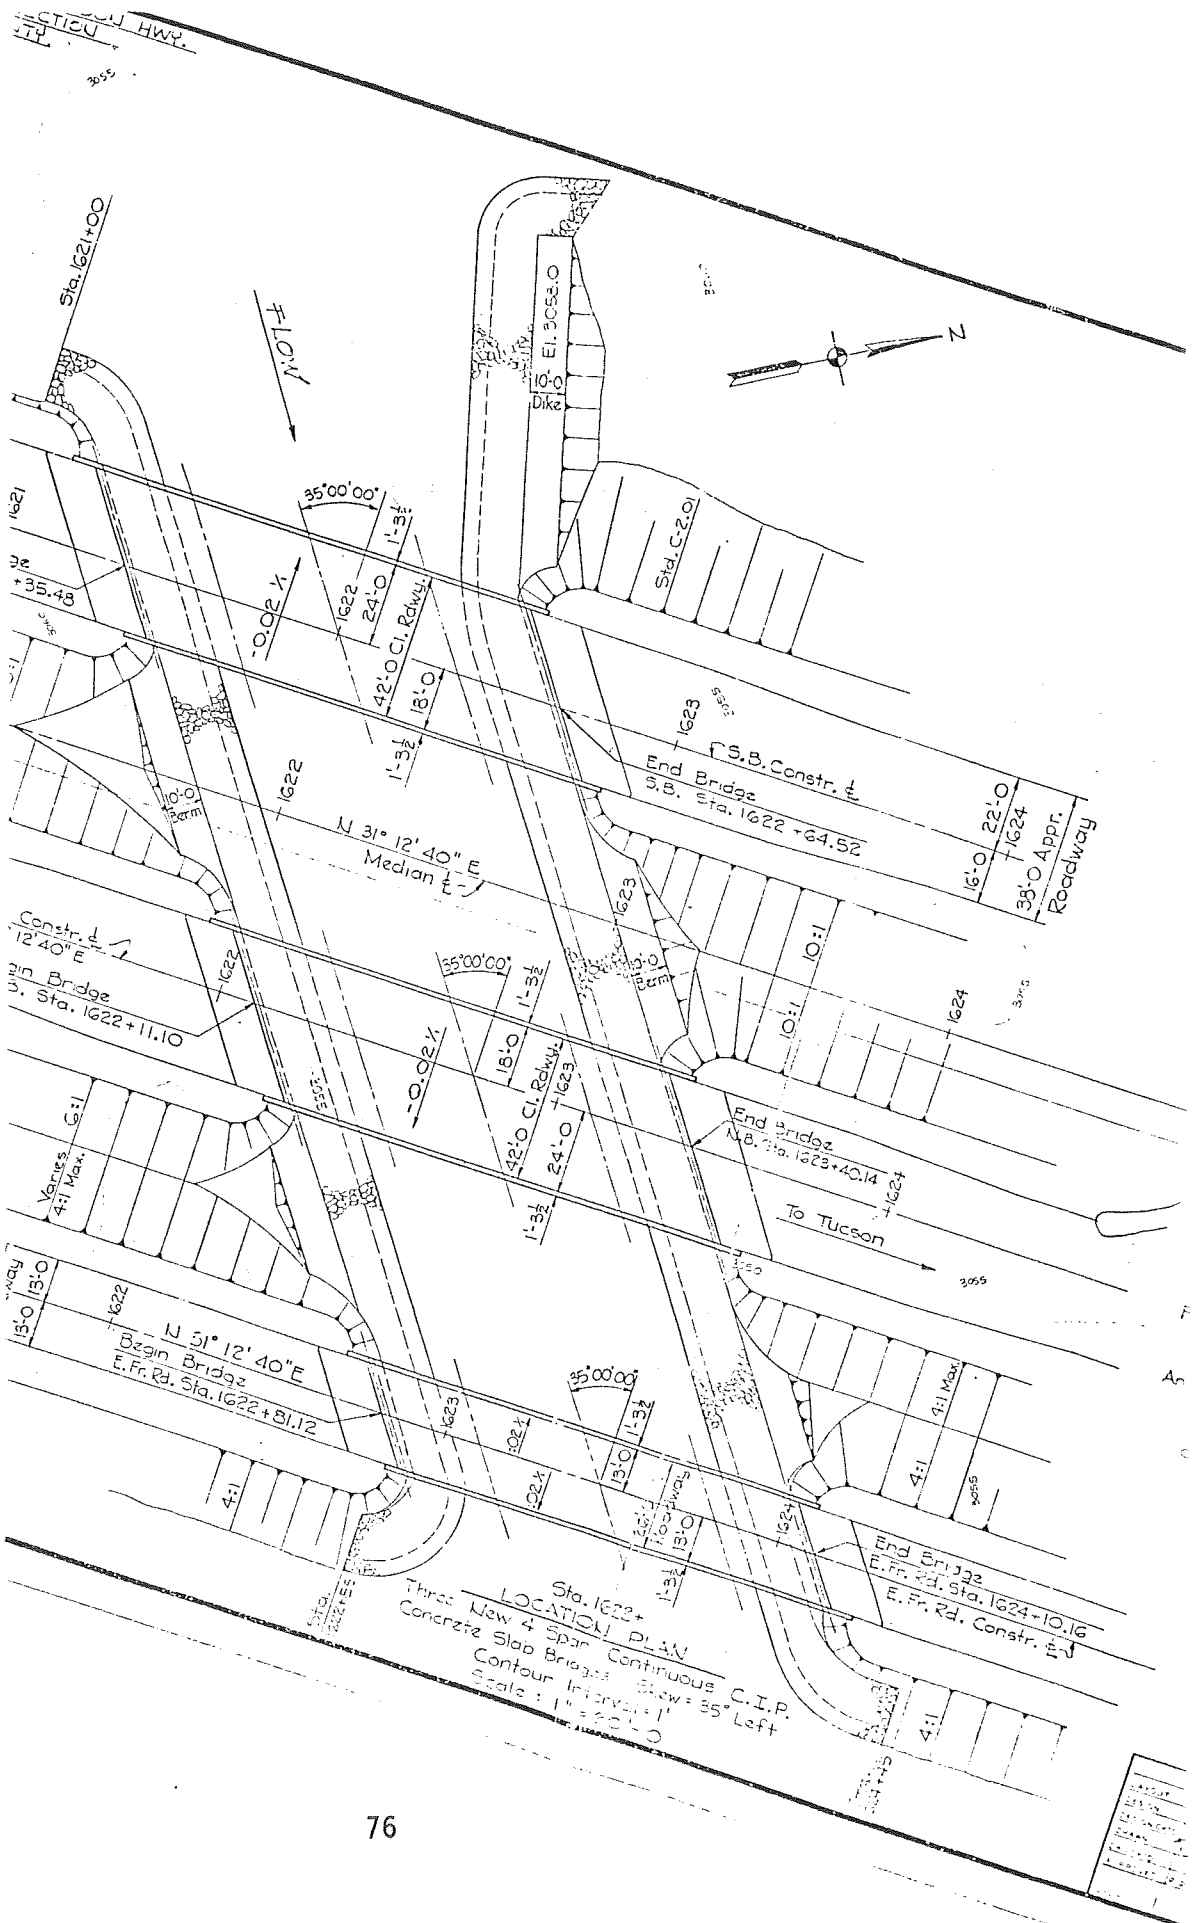 HWY.
3055
Sta. 1621+00
FLOW
El. 3058.0
10'-0
Dike
N
35°00'00"
1'-3½
1621
+35.48
-0.02 ⅟
1622
24'-0
42'-0 Cl. Rdwy.
18'-0
1'-3½
Std. C-2.01
3055
1623
S.B. Constr. ℄
End Bridge
S.B. Sta. 1622+64.52
22'-0
16'-0
1624
38'-0 Appr.
Roadway
10'-0
Berm
1622
N 31° 12' 40" E
Median ℄
1623
Constr. ℄
12'40" E
Bridge
Sta. 1622+11.10
1622
35°00'00"
1'-3½
18'-0
-0.02 ⅟
42'-0 Cl. Rdwy.
1623
24'-0
1'-3½
Berm
10:1
10:1
1624
3055
End Bridge
N.B. Sta. 1623+40.14
1624
To Tucson
3055
Varies 6:1
4:1 Max.
13'-0 13'-0
1622
N 31° 12' 40" E
Begin Bridge
E. Fr. Rd. Sta. 1622+81.12
1623
35°00'00"
1'-3½
13'-0
.02 ⅟
.02 ⅟
Roadway
13'-0
1'-3½
1624
4:1 Max.
4:1
3055
End Bridge
E. Fr. Rd. Sta. 1624+10.16
E. Fr. Rd. Constr. ℄
4:1
4:1
Sta. 1622+
LOCATION PLAN
Three New 4 Span Continuous C.I.P.
Concrete Slab Bridges Skew = 35° Left
Contour Interval = 1'
Scale: 1" = 20'-0
76